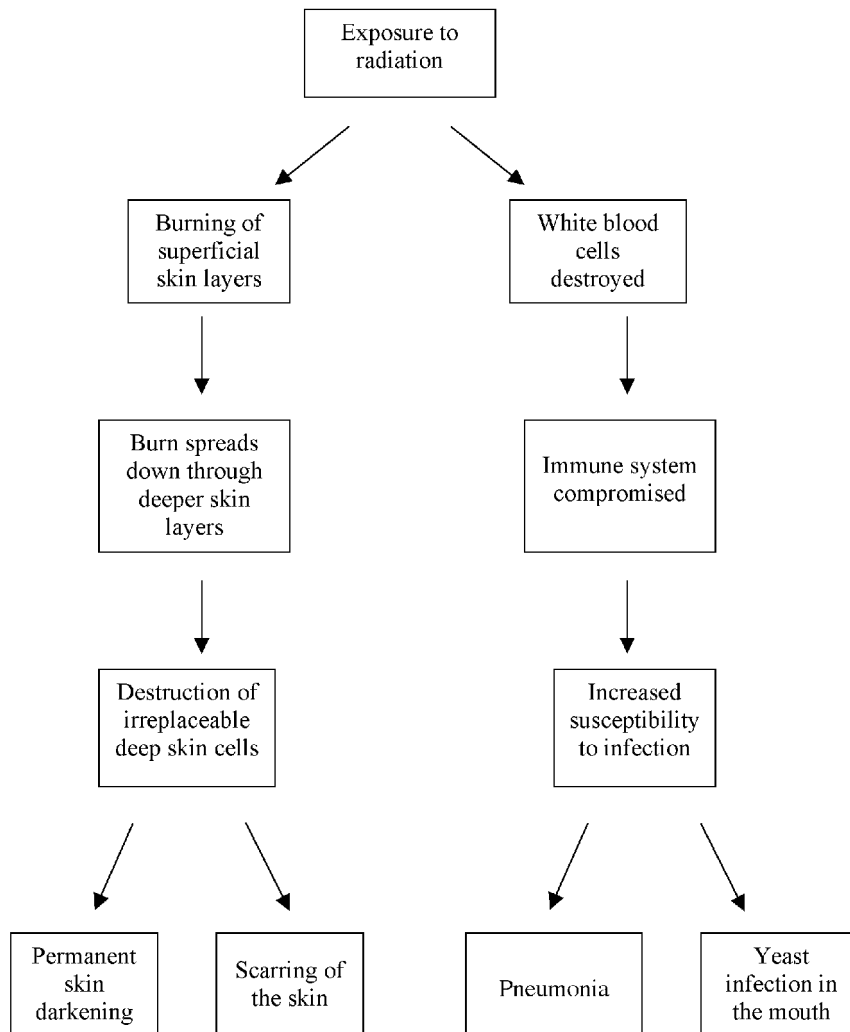 Exposure to
radiation
Burning of
superficial
skin layers
White blood
cells
destroyed
Burn spreads
down through
deeper skin
layers
Immune system
compromised
Destruction of
irreplaceable
deep skin cells
Increased
susceptibility
to infection
Permanent
skin
darkening
Scarring of
the skin
Pneumonia
Yeast
infection in
the mouth